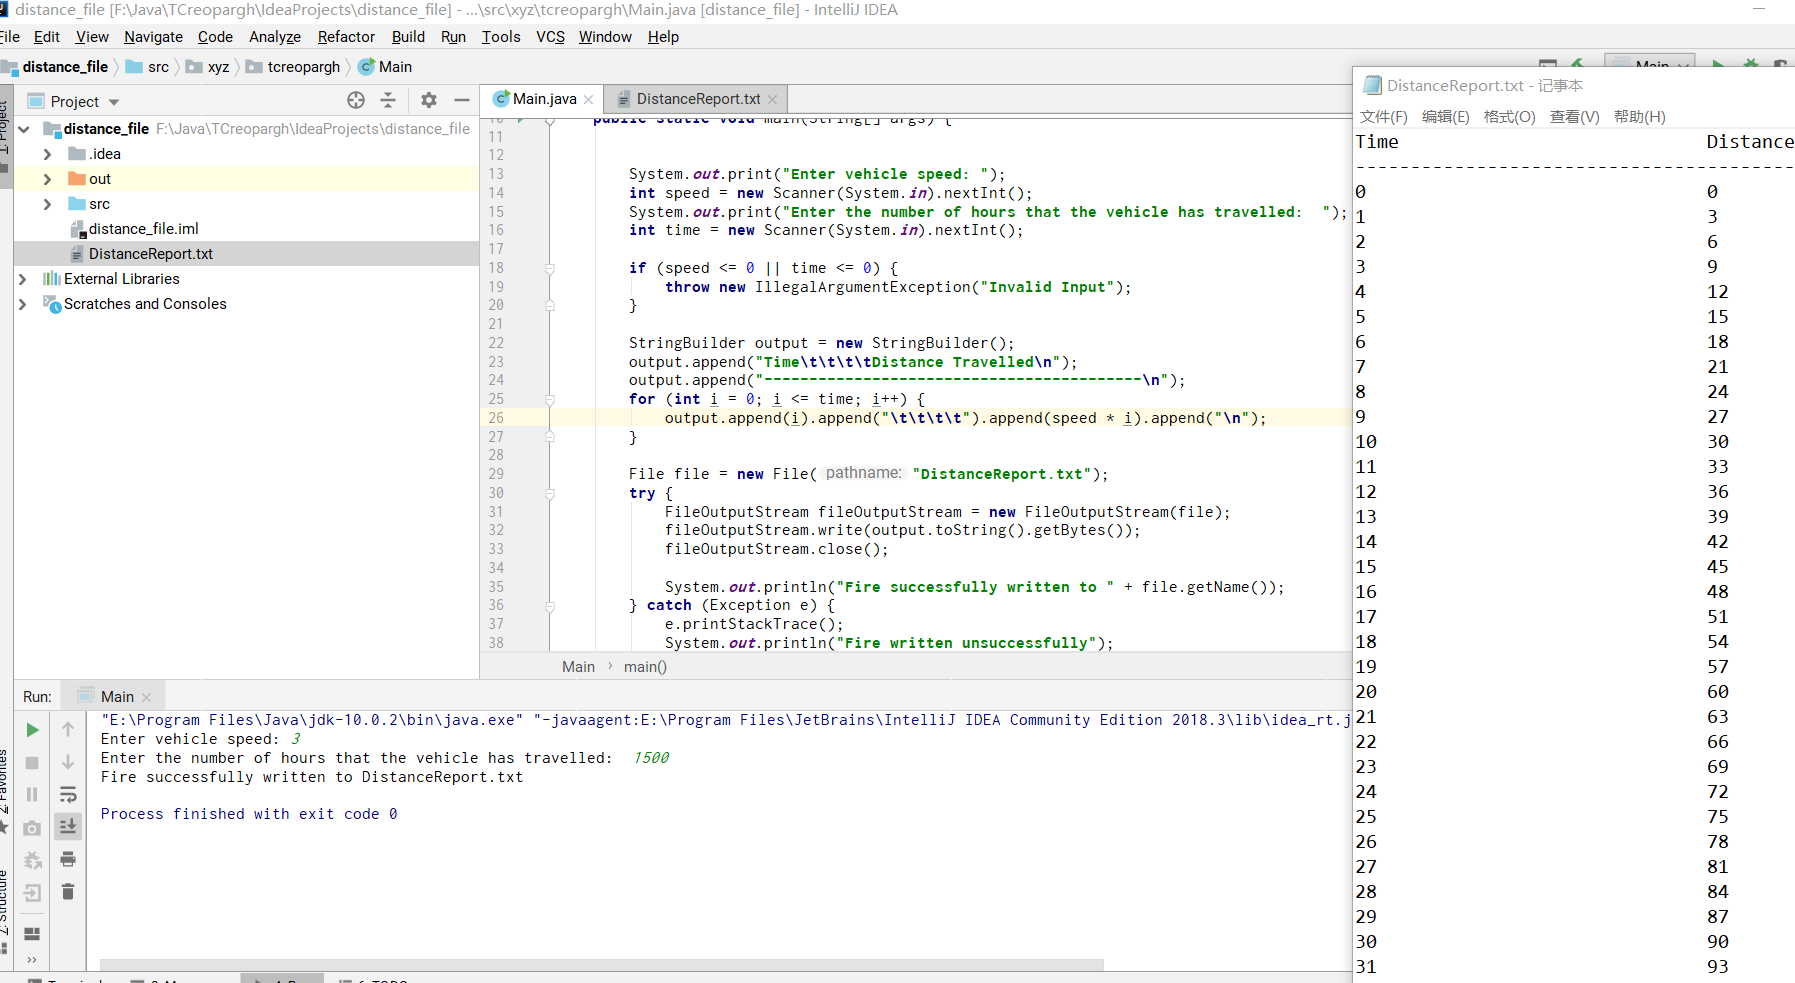 distance_file [F:\Java\TCreopargh\IdeaProjects\distance_file] - ...\src\xyz\tcreopargh\Main.java [distance_file] - IntelliJ IDEA
File Edit View Navigate Code Analyze Refactor Build Run Tools VCS Window Help
distance_file src xyz tcreopargh Main
Main
Project
1: Project
distance_file F:\Java\TCreopargh\IdeaProjects\distance_file
.idea
out
src
distance_file.iml
DistanceReport.txt
External Libraries
Scratches and Consoles
Main.java DistanceReport.txt
10 public static void main(String[] args) {
11
12
13 System.out.print("Enter vehicle speed: ");
14 int speed = new Scanner(System.in).nextInt();
15 System.out.print("Enter the number of hours that the vehicle has travelled:  ");
16 int time = new Scanner(System.in).nextInt();
17
18 if (speed <= 0 || time <= 0) {
19 throw new IllegalArgumentException("Invalid Input");
20 }
21
22 StringBuilder output = new StringBuilder();
23 output.append("Time\t\t\t\tDistance Travelled\n");
24 output.append("------------------------------------------\n");
25 for (int i = 0; i <= time; i++) {
26 output.append(i).append("\t\t\t\t").append(speed * i).append("\n");
27 }
28
29 File file = new File( pathname: "DistanceReport.txt");
30 try {
31 FileOutputStream fileOutputStream = new FileOutputStream(file);
32 fileOutputStream.write(output.toString().getBytes());
33 fileOutputStream.close();
34
35 System.out.println("Fire successfully written to " + file.getName());
36 } catch (Exception e) {
37 e.printStackTrace();
38 System.out.println("Fire written unsuccessfully");
Main › main()
Run: Main
"E:\Program Files\Java\jdk-10.0.2\bin\java.exe" "-javaagent:E:\Program Files\JetBrains\IntelliJ IDEA Community Edition 2018.3\lib\idea_rt.j
Enter vehicle speed: 3
Enter the number of hours that the vehicle has travelled:  1500
Fire successfully written to DistanceReport.txt
Process finished with exit code 0
2: Favorites
Z: Structure
DistanceReport.txt - 记事本
文件(F) 编辑(E) 格式(O) 查看(V) 帮助(H)
Time Distance
-----------------------------------------
0 0
1 3
2 6
3 9
4 12
5 15
6 18
7 21
8 24
9 27
10 30
11 33
12 36
13 39
14 42
15 45
16 48
17 51
18 54
19 57
20 60
21 63
22 66
23 69
24 72
25 75
26 78
27 81
28 84
29 87
30 90
31 93